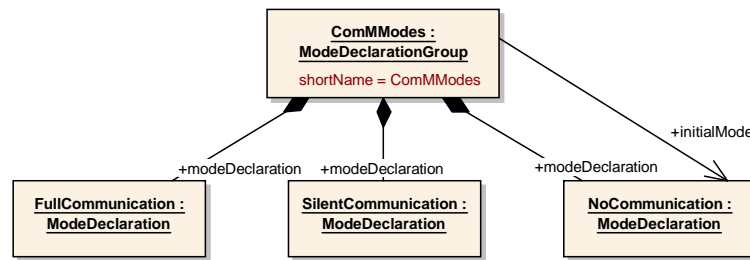 ComMModes :
ModeDeclarationGroup
shortName = ComMModes
+initialMode
+modeDeclaration
+modeDeclaration
+modeDeclaration
FullCommunication :
ModeDeclaration
SilentCommunication :
ModeDeclaration
NoCommunication :
ModeDeclaration